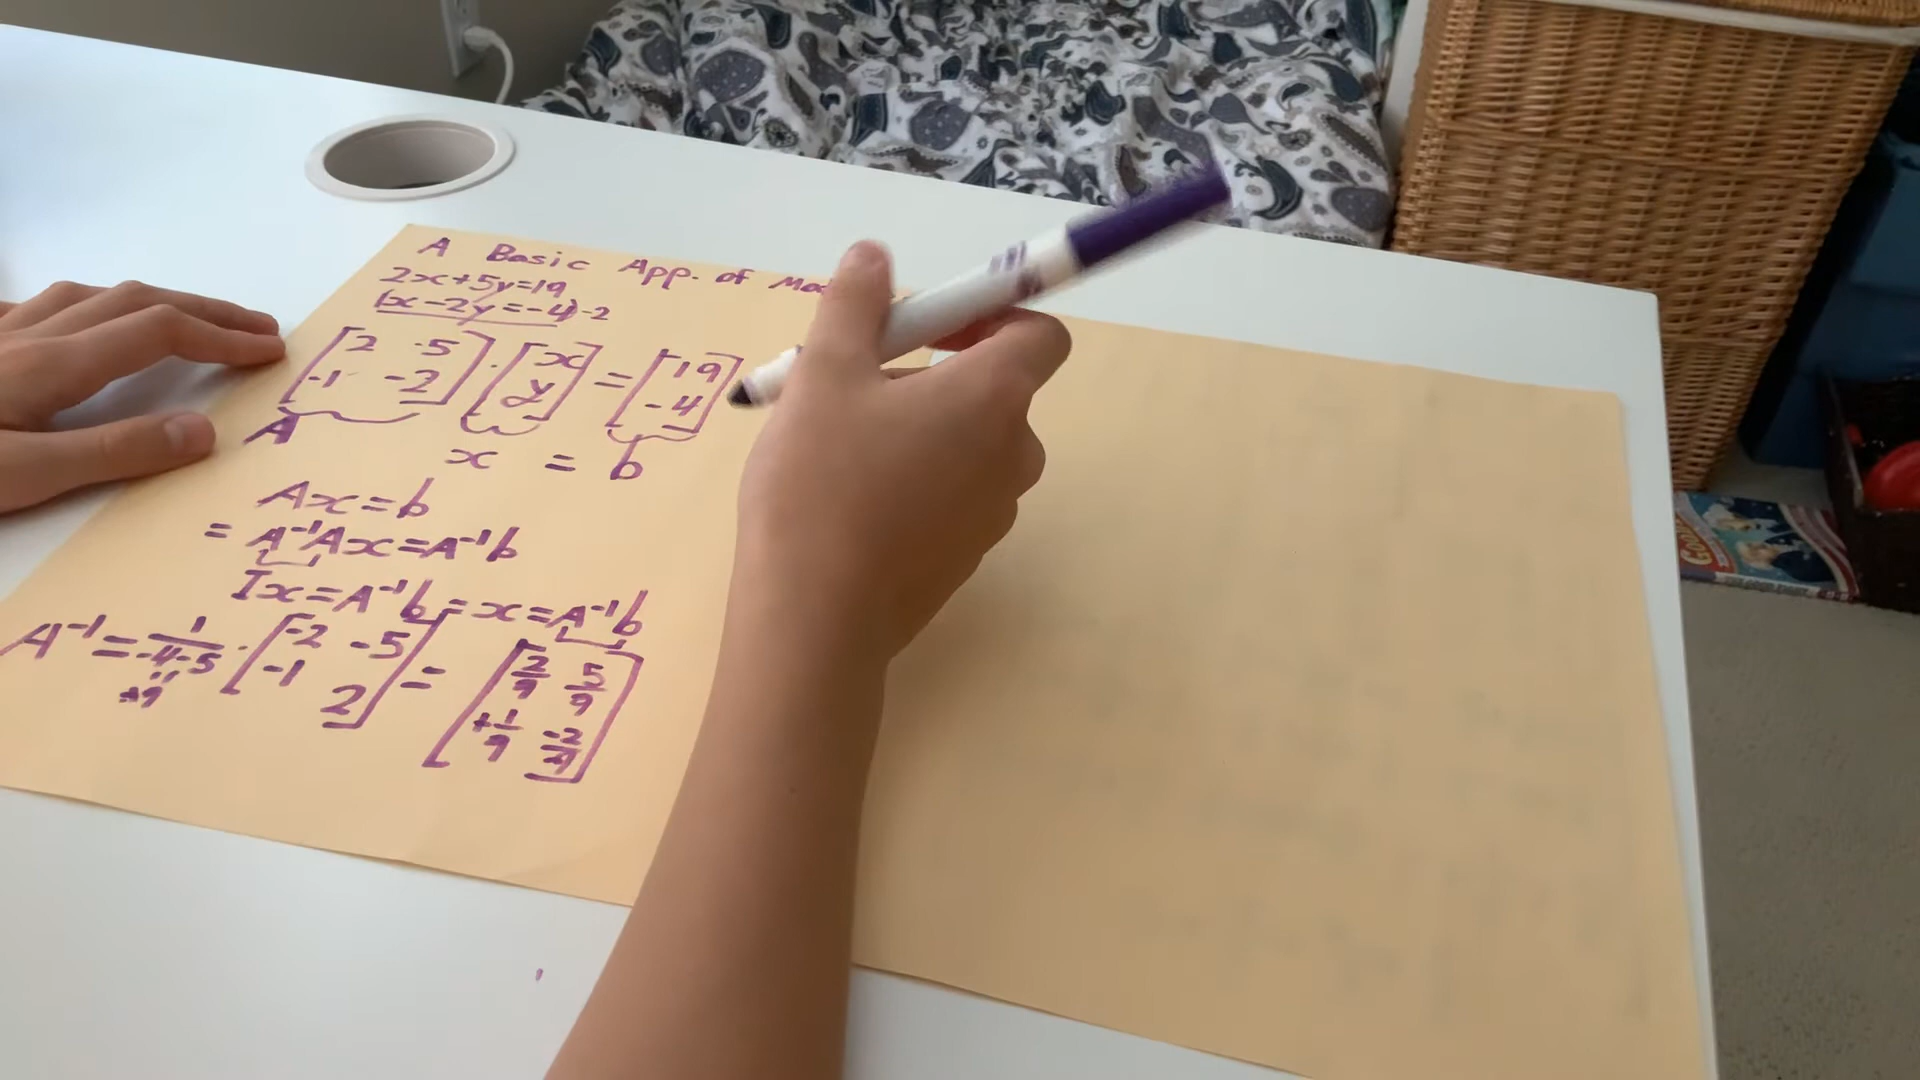 A Basic App. of
2x+5y=19
(x-2y=-4)-2
[2 5 -1 -2] · [x y] = [19 -4]
A x = b
Ax=b
= A⁻¹Ax=A⁻¹b
Ix=A⁻¹b = x=A⁻¹b
A⁻¹ = 1/-4-5 · [-2 -5 -1 2] = [2/9 5/9 +1/9 -2/9]
+9